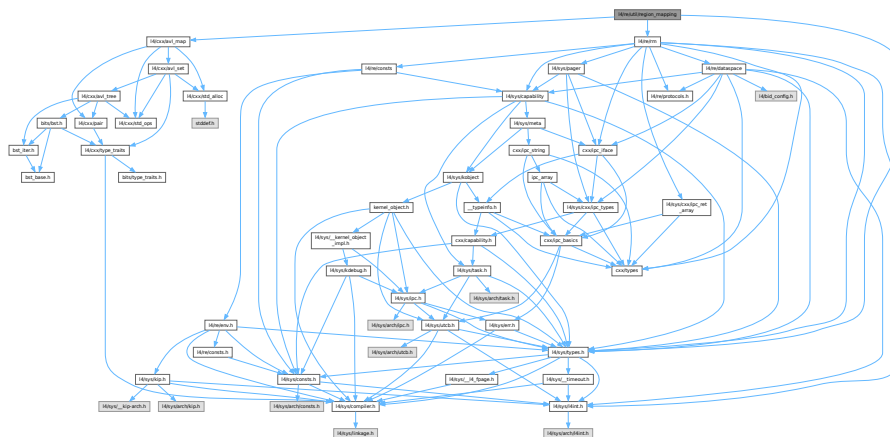 l4/re/util/region_mapping
l4/cxx/avl_map
l4/re/rm
l4/cxx/avl_set
l4/re/consts
l4/sys/pager
l4/re/dataspace
l4/cxx/avl_tree
l4/cxx/std_alloc
l4/sys/capability
l4/re/protocols.h
l4/bid_config.h
bits/bst.h
l4/cxx/pair
l4/cxx/std_ops
stddef.h
l4/sys/meta
bst_iter.h
l4/cxx/type_traits
cxx/ipc_string
cxx/ipc_iface
bst_base.h
bits/type_traits.h
l4/sys/kobject
ipc_array
kernel_object.h
__typeinfo.h
l4/sys/cxx/ipc_types
l4/sys/cxx/ipc_ret
_array
l4/sys/__kernel_object
_impl.h
cxx/capability.h
cxx/ipc_basics
l4/sys/kdebug.h
l4/sys/task.h
cxx/types
l4/sys/ipc.h
l4/sys/arch/task.h
l4/re/env.h
l4/sys/arch/ipc.h
l4/sys/utcb.h
l4/sys/err.h
l4/re/consts.h
l4/sys/arch/utcb.h
l4/sys/types.h
l4/sys/kip.h
l4/sys/consts.h
l4/sys/__l4_fpage.h
l4/sys/__timeout.h
l4/sys/__kip-arch.h
l4/sys/arch/kip.h
l4/sys/arch/consts.h
l4/sys/compiler.h
l4/sys/l4int.h
l4/sys/linkage.h
l4/sys/arch/l4int.h